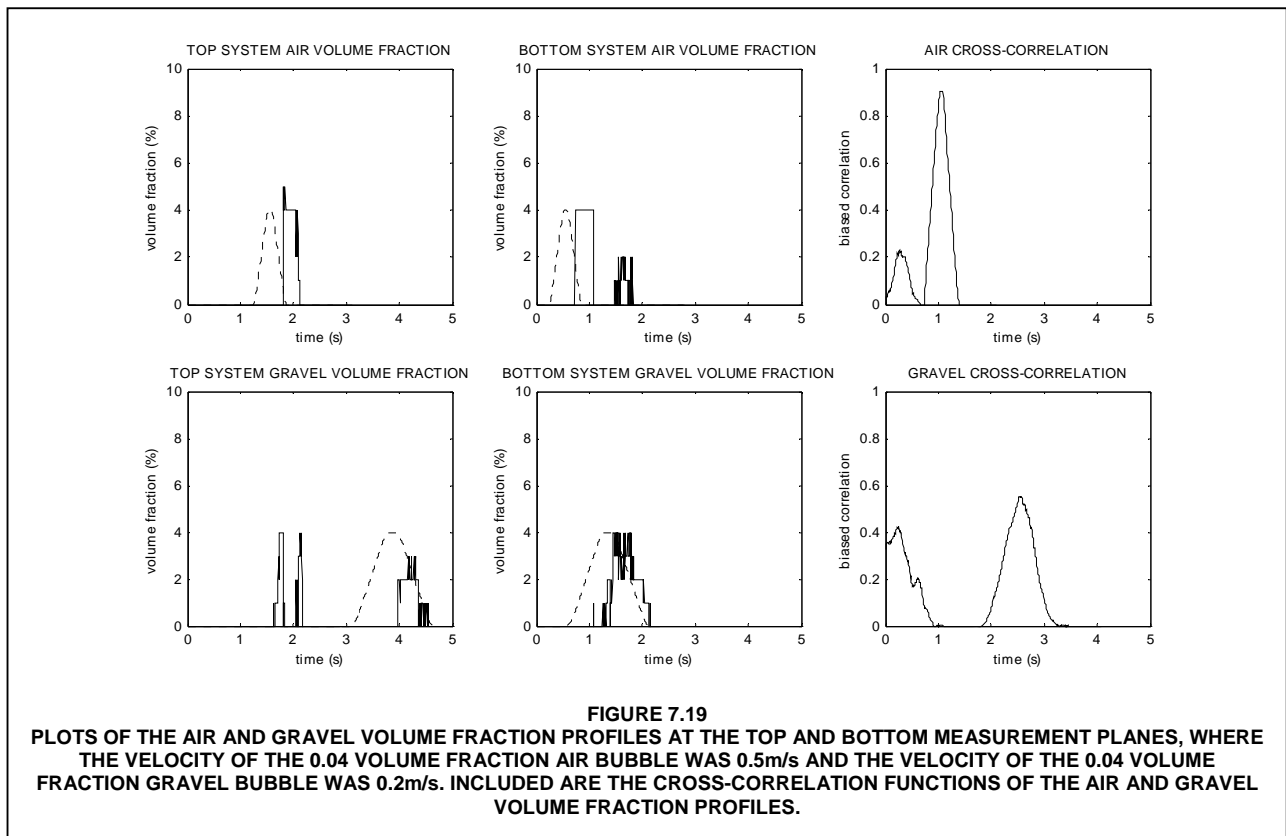 TOP SYSTEM AIR VOLUME FRACTION
10
8
6
4
2
0
volume fraction (%)
0 1 2 3 4 5
time (s)
BOTTOM SYSTEM AIR VOLUME FRACTION
10
8
6
4
2
0
volume fraction (%)
0 1 2 3 4 5
time (s)
AIR CROSS-CORRELATION
1
0.8
0.6
0.4
0.2
0
biased correlation
0 1 2 3 4 5
time (s)
TOP SYSTEM GRAVEL VOLUME FRACTION
10
8
6
4
2
0
volume fraction (%)
0 1 2 3 4 5
time (s)
BOTTOM SYSTEM GRAVEL VOLUME FRACTION
10
8
6
4
2
0
volume fraction (%)
0 1 2 3 4 5
time (s)
GRAVEL CROSS-CORRELATION
1
0.8
0.6
0.4
0.2
0
biased correlation
0 1 2 3 4 5
time (s)
FIGURE 7.19
PLOTS OF THE AIR AND GRAVEL VOLUME FRACTION PROFILES AT THE TOP AND BOTTOM MEASUREMENT PLANES, WHERE
THE VELOCITY OF THE 0.04 VOLUME FRACTION AIR BUBBLE WAS 0.5m/s AND THE VELOCITY OF THE 0.04 VOLUME
FRACTION GRAVEL BUBBLE WAS 0.2m/s. INCLUDED ARE THE CROSS-CORRELATION FUNCTIONS OF THE AIR AND GRAVEL
VOLUME FRACTION PROFILES.